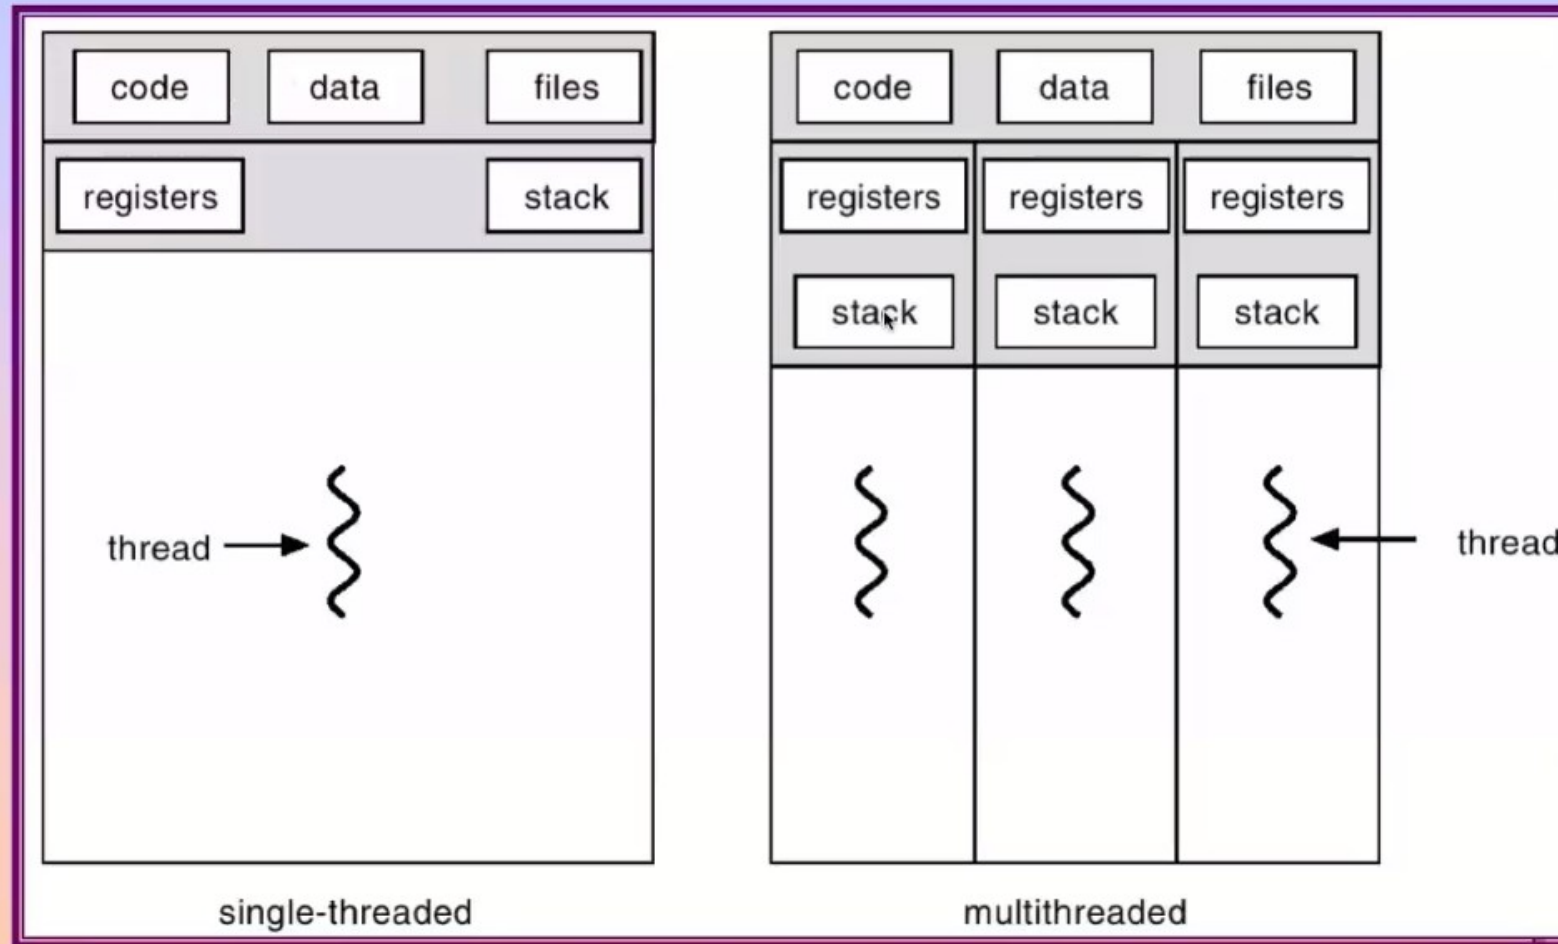 code data files
registers stack
thread
single-threaded
code data files
registers registers registers
stack stack stack
thread
multithreaded